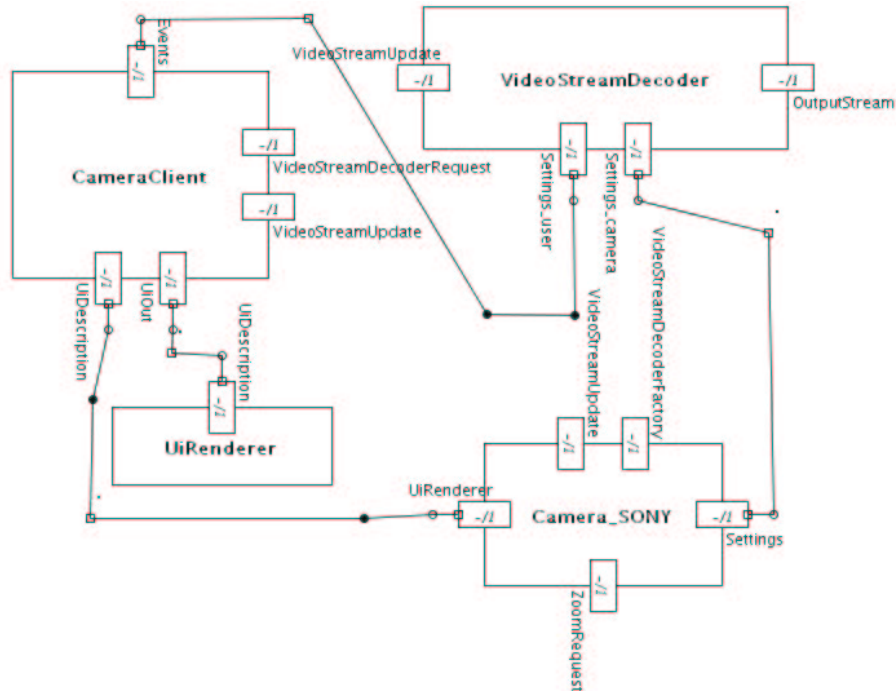 Events
-/1
VideoStreamUpdate
-/1
VideoStreamDecoder
-/1
OutputStream
CameraClient
-/1
VideoStreamDecoderRequest
-/1
VideoStreamUpdate
-/1
Settings_user
-/1
Settings_camera
-/1
UiDescription
-/1
UiOut
UiDescription
-/1
UiRenderer
VideoStreamUpdate
-/1
VideoStreamDecoderFactory
-/1
UiRenderer
-/1
Camera_SONY
-/1
Settings
-/1
ZoomRequest